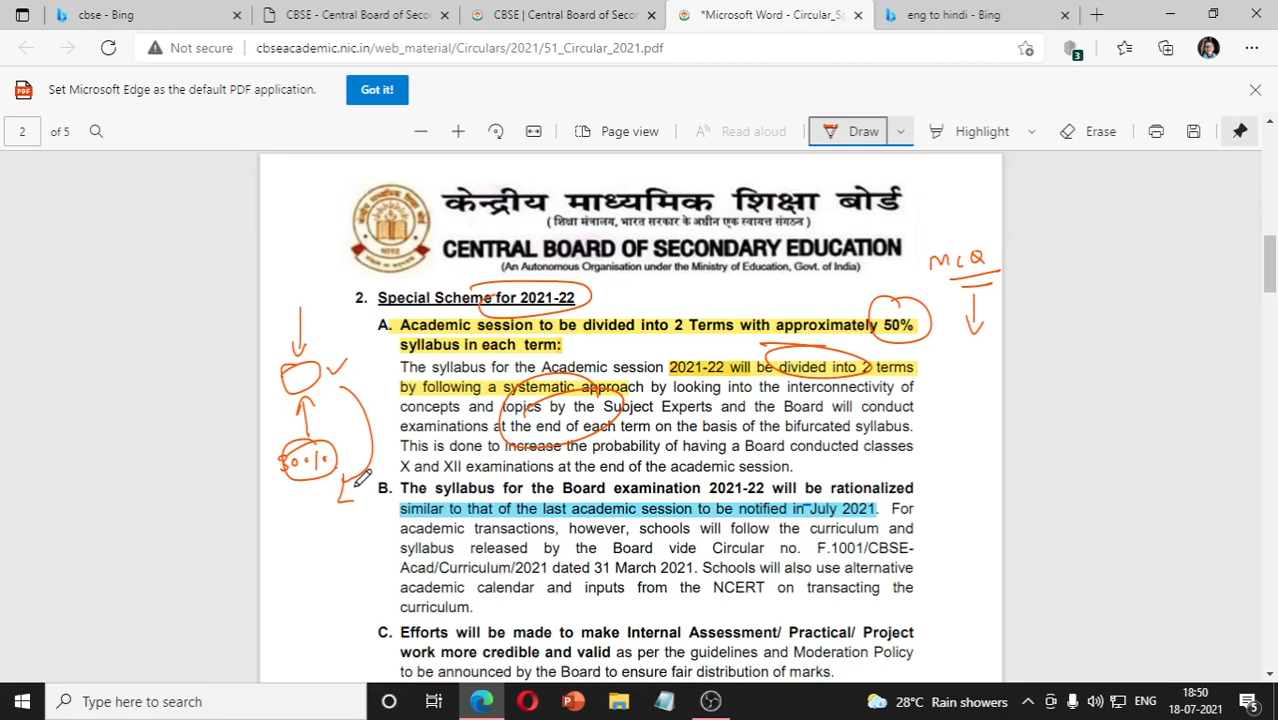 cbse - Bing
CBSE - Central Board of Secon
CBSE | Central Board of Secon
*Microsoft Word - Circular_Sp
eng to hindi - Bing
Not secure
cbseacademic.nic.in/web_material/Circulars/2021/51_Circular_2021.pdf
3
Set Microsoft Edge as the default PDF application.
Got it!
2 of 5
Page view
Read aloud
Draw
Highlight
Erase
केन्द्रीय माध्यमिक शिक्षा बोर्ड
(शिक्षा मंत्रालय, भारत सरकार के अधीन एक स्वायत्त संगठन)
CENTRAL BOARD OF SECONDARY EDUCATION
(An Autonomous Organisation under the Ministry of Education, Govt. of India)
MCQ
2. Special Scheme for 2021-22
A. Academic session to be divided into 2 Terms with approximately 50%
syllabus in each term:
The syllabus for the Academic session 2021-22 will be divided into 2 terms
by following a systematic approach by looking into the interconnectivity of
concepts and topics by the Subject Experts and the Board will conduct
examinations at the end of each term on the basis of the bifurcated syllabus.
This is done to increase the probability of having a Board conducted classes
X and XII examinations at the end of the academic session.
B. The syllabus for the Board examination 2021-22 will be rationalized
similar to that of the last academic session to be notified in July 2021. For
academic transactions, however, schools will follow the curriculum and
syllabus released by the Board vide Circular no. F.1001/CBSE-
Acad/Curriculum/2021 dated 31 March 2021. Schools will also use alternative
academic calendar and inputs from the NCERT on transacting the
curriculum.
C. Efforts will be made to make Internal Assessment/ Practical/ Project
work more credible and valid as per the guidelines and Moderation Policy
to be announced by the Board to ensure fair distribution of marks.
Type here to search
28°C Rain showers
ENG
18:50
18-07-2021
5